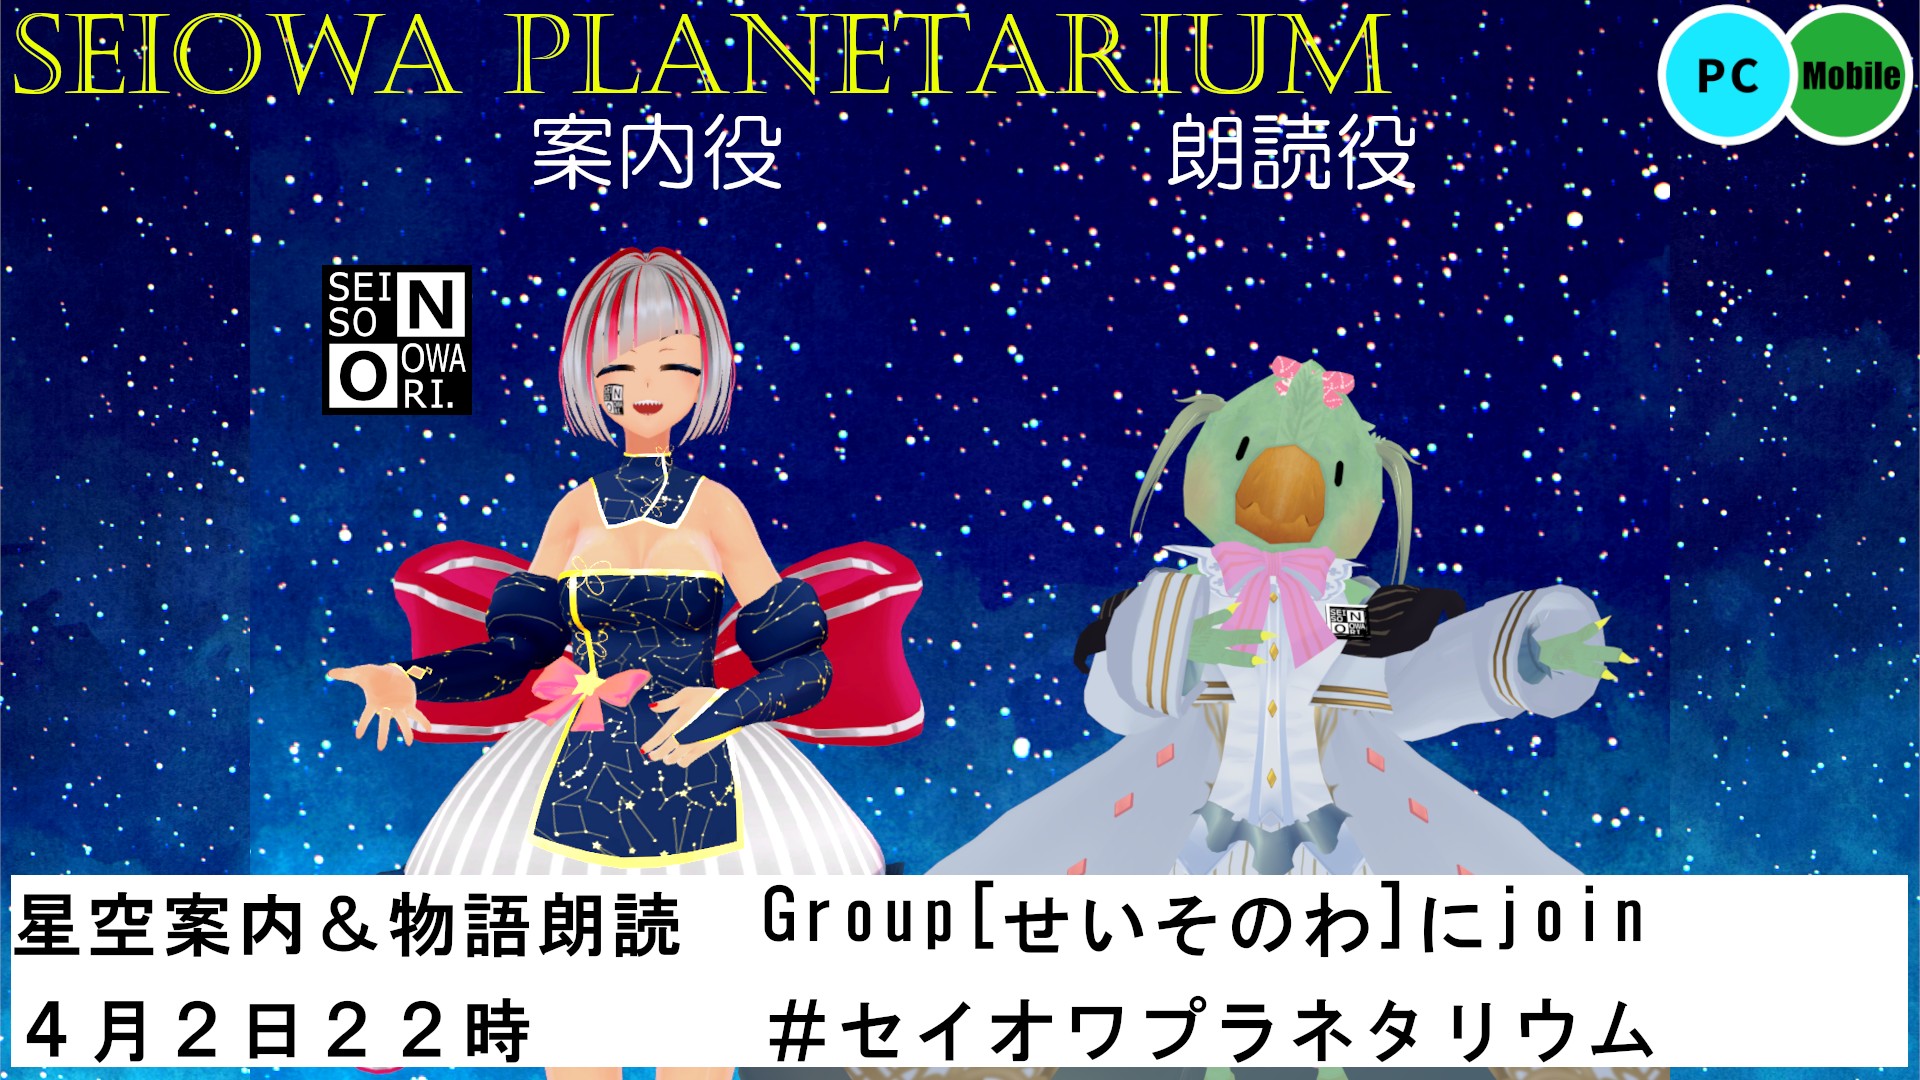 SEIOWA PLANETARIUM
PC
Mobile
案内役
朗読役
SEI
SO
N
O
OWA
RI.
星空案内＆物語朗読
Group[せいそのわ]にjoin
４月２日２２時
＃セイオワプラネタリウム